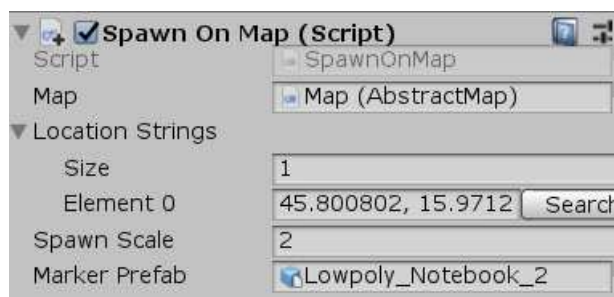 Spawn On Map (Script)
Script SpawnOnMap
Map Map (AbstractMap)
Location Strings
Size 1
Element 0 45.800802, 15.9712 Search
Spawn Scale 2
Marker Prefab Lowpoly_Notebook_2